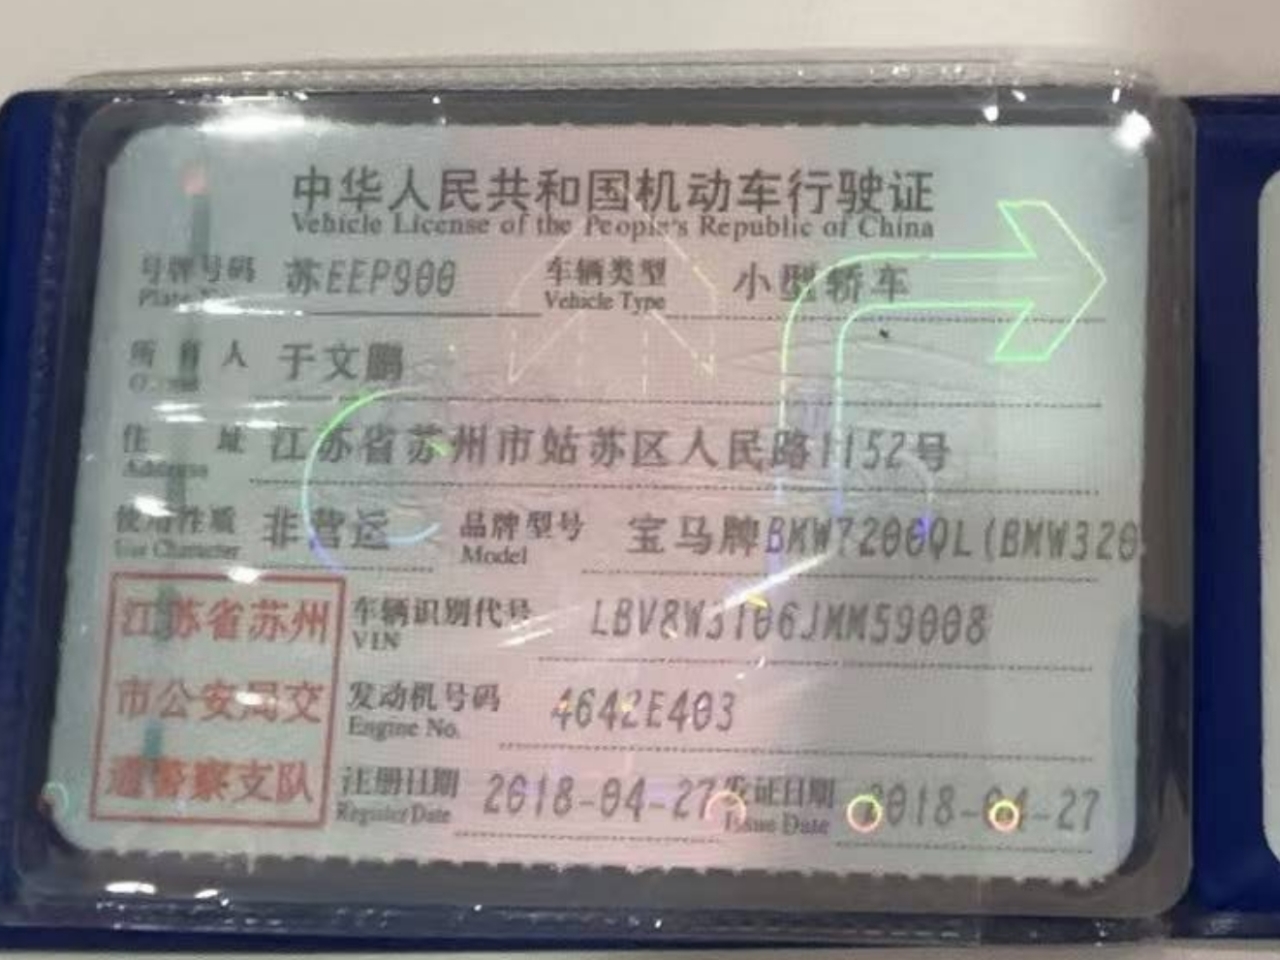 中华人民共和国机动车行驶证
Vehicle License of the People's Republic of China
号牌号码 苏EEP900 车辆类型 小型轿车
Plate No. Vehicle Type
所有人 于文鹏
Owner
住址 江苏省苏州市姑苏区人民路1152号
Address
使用性质 非营运 品牌型号 宝马牌BMW7200QL(BMW320
Use Character Model
江苏省苏州
市公安局交
通警察支队
车辆识别代号 LBV8W3106JMM59008
VIN
发动机号码 4642E403
Engine No.
注册日期 2018-04-27 发证日期 2018-04-27
Register Date Issue Date